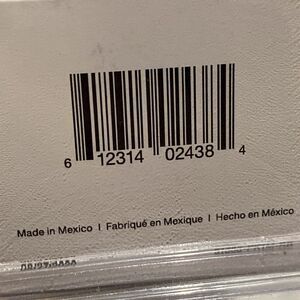 6 12314 02438 4
Made in Mexico | Fabriqué en Mexique | Hecho en México